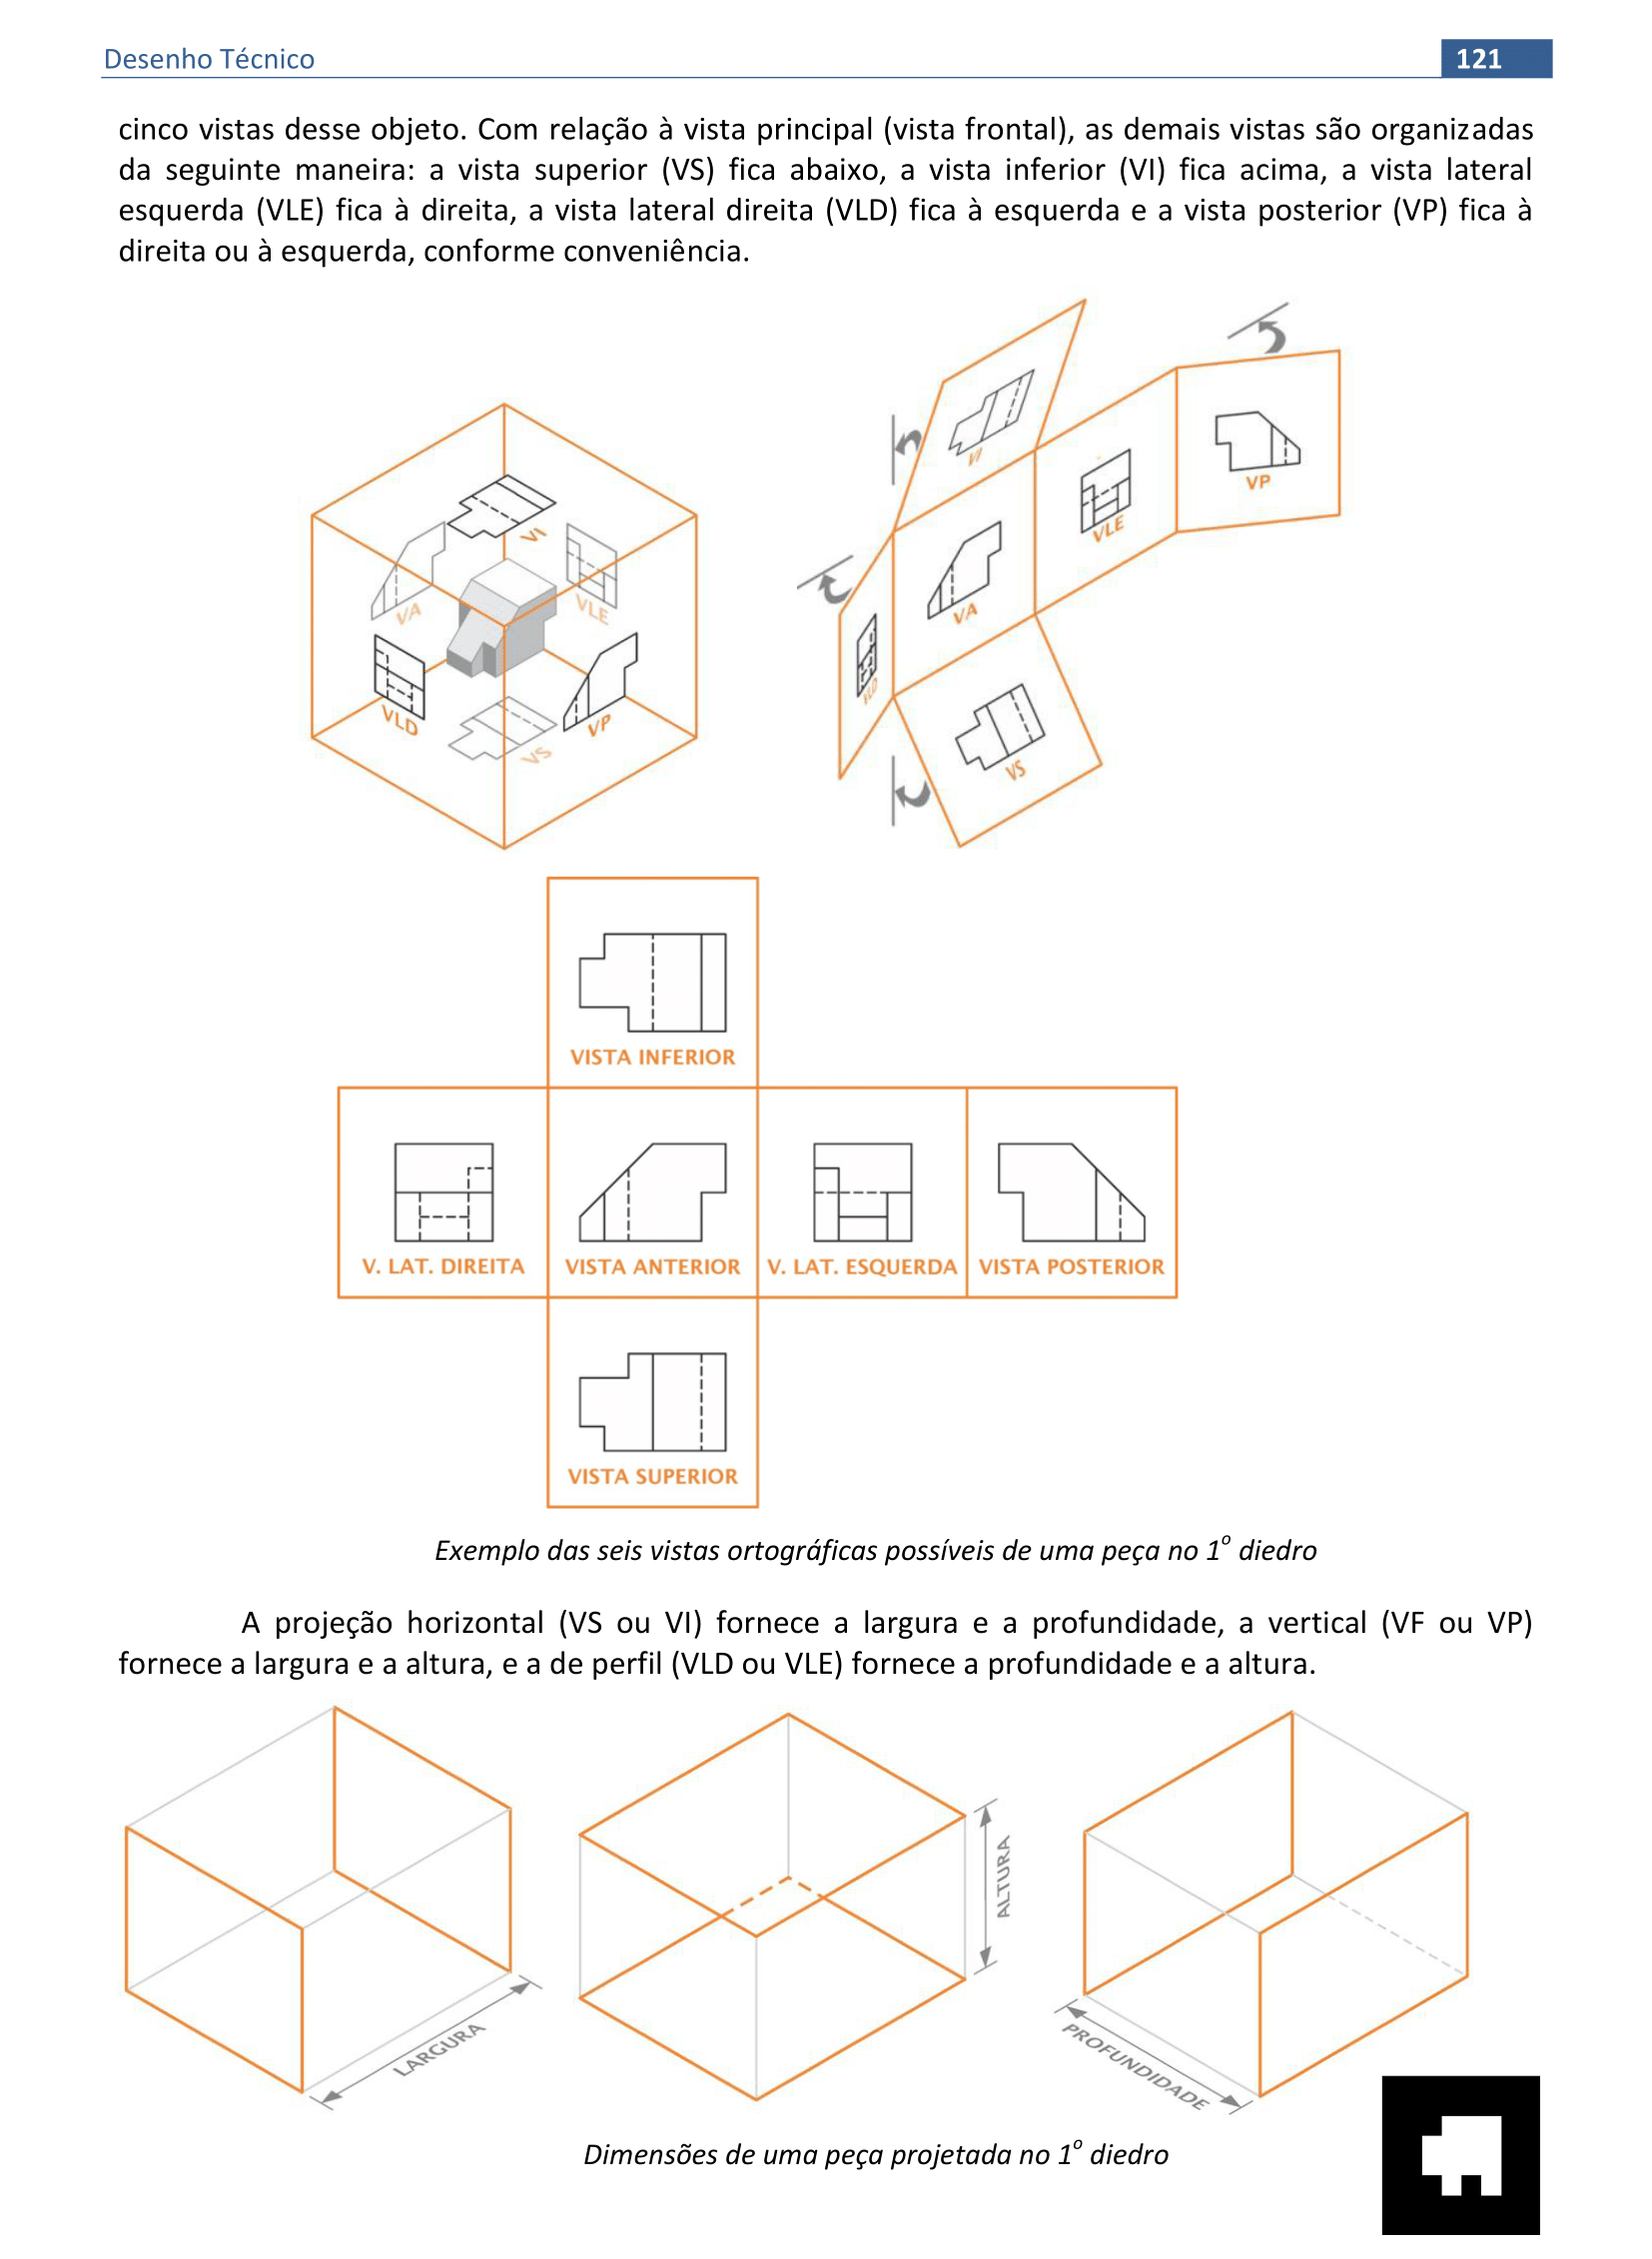 Desenho Técnico 121
cinco vistas desse objeto. Com relação à vista principal (vista frontal), as demais vistas são organizadas
da seguinte maneira: a vista superior (VS) fica abaixo, a vista inferior (VI) fica acima, a vista lateral
esquerda (VLE) fica à direita, a vista lateral direita (VLD) fica à esquerda e a vista posterior (VP) fica à
direita ou à esquerda, conforme conveniência.
VI
VA
VLE
VLD
VS
VP
VI
VLE
VP
VA
VLD
VS
VISTA INFERIOR
V. LAT. DIREITA
VISTA ANTERIOR
V. LAT. ESQUERDA
VISTA POSTERIOR
VISTA SUPERIOR
Exemplo das seis vistas ortográficas possíveis de uma peça no 1º diedro
A projeção horizontal (VS ou VI) fornece a largura e a profundidade, a vertical (VF ou VP)
fornece a largura e a altura, e a de perfil (VLD ou VLE) fornece a profundidade e a altura.
LARGURA
ALTURA
PROFUNDIDADE
Dimensões de uma peça projetada no 1º diedro